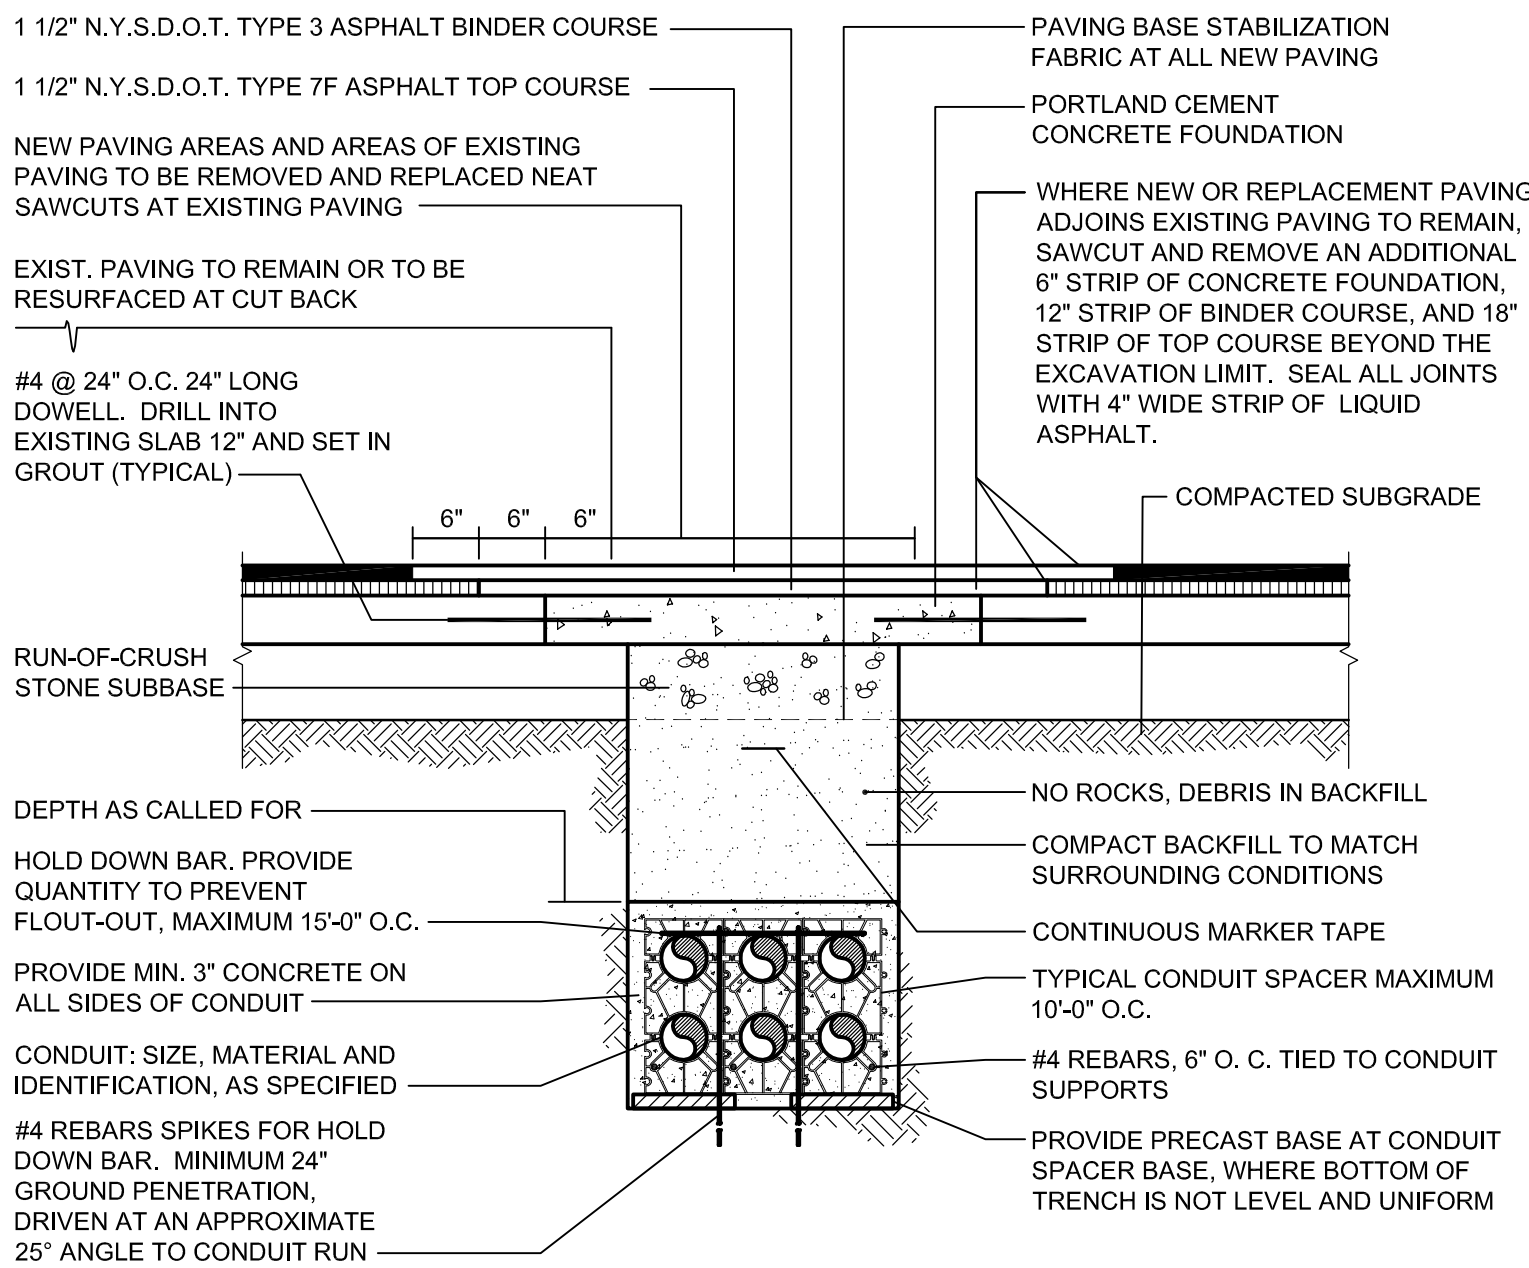 1 1/2" N.Y.S.D.O.T. TYPE 3 ASPHALT BINDER COURSE
1 1/2" N.Y.S.D.O.T. TYPE 7F ASPHALT TOP COURSE
NEW PAVING AREAS AND AREAS OF EXISTING
PAVING TO BE REMOVED AND REPLACED NEAT
SAWCUTS AT EXISTING PAVING
EXIST. PAVING TO REMAIN OR TO BE
RESURFACED AT CUT BACK
#4 @ 24" O.C. 24" LONG
DOWELL. DRILL INTO
EXISTING SLAB 12" AND SET IN
GROUT (TYPICAL)
6" 6" 6"
RUN-OF-CRUSH
STONE SUBBASE
DEPTH AS CALLED FOR
HOLD DOWN BAR. PROVIDE
QUANTITY TO PREVENT
FLOUT-OUT, MAXIMUM 15'-0" O.C.
PROVIDE MIN. 3" CONCRETE ON
ALL SIDES OF CONDUIT
CONDUIT: SIZE, MATERIAL AND
IDENTIFICATION, AS SPECIFIED
#4 REBARS SPIKES FOR HOLD
DOWN BAR. MINIMUM 24"
GROUND PENETRATION,
DRIVEN AT AN APPROXIMATE
25° ANGLE TO CONDUIT RUN
PAVING BASE STABILIZATION
FABRIC AT ALL NEW PAVING
PORTLAND CEMENT
CONCRETE FOUNDATION
WHERE NEW OR REPLACEMENT PAVING
ADJOINS EXISTING PAVING TO REMAIN,
SAWCUT AND REMOVE AN ADDITIONAL
6" STRIP OF CONCRETE FOUNDATION,
12" STRIP OF BINDER COURSE, AND 18"
STRIP OF TOP COURSE BEYOND THE
EXCAVATION LIMIT. SEAL ALL JOINTS
WITH 4" WIDE STRIP OF LIQUID
ASPHALT.
COMPACTED SUBGRADE
NO ROCKS, DEBRIS IN BACKFILL
COMPACT BACKFILL TO MATCH
SURROUNDING CONDITIONS
CONTINUOUS MARKER TAPE
TYPICAL CONDUIT SPACER MAXIMUM
10'-0" O.C.
#4 REBARS, 6" O. C. TIED TO CONDUIT
SUPPORTS
PROVIDE PRECAST BASE AT CONDUIT
SPACER BASE, WHERE BOTTOM OF
TRENCH IS NOT LEVEL AND UNIFORM